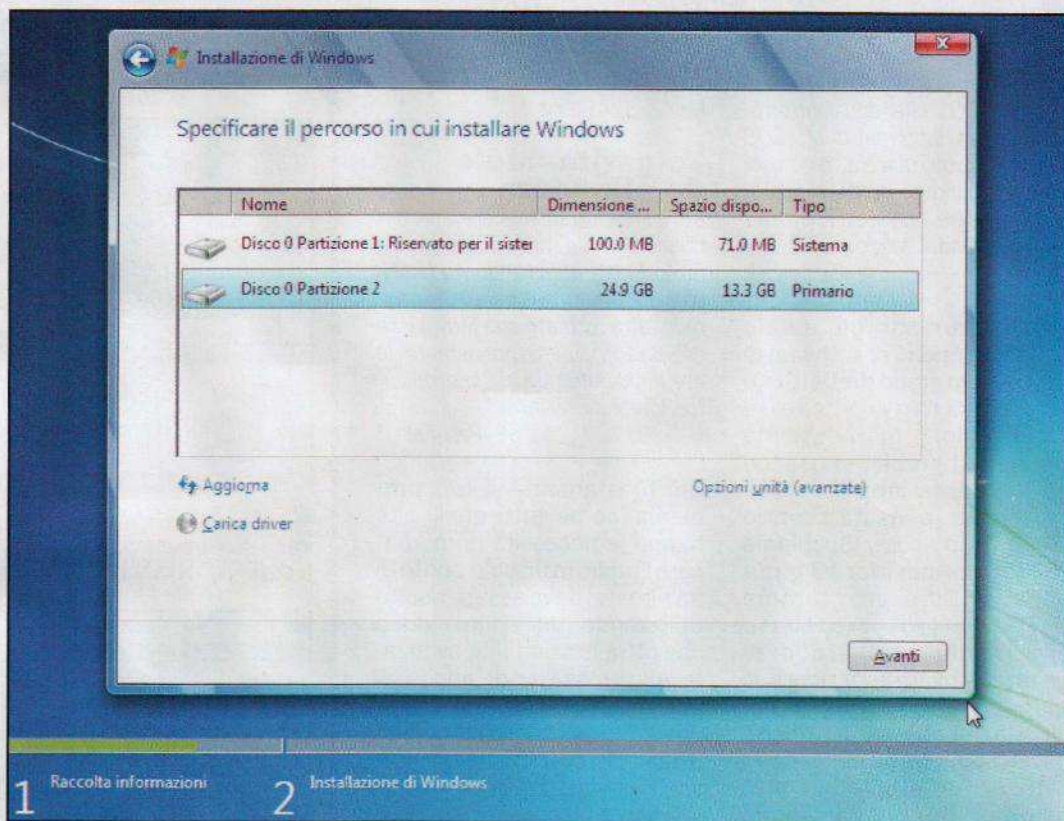 Installazione di Windows
Specificare il percorso in cui installare Windows
Nome Dimensione ... Spazio dispo... Tipo
Disco 0 Partizione 1: Riservato per il sister 100.0 MB 71.0 MB Sistema
Disco 0 Partizione 2 24.9 GB 13.3 GB Primario
Aggiorna Opzioni unità (avanzate)
Carica driver
Avanti
1 Raccolta informazioni 2 Installazione di Windows